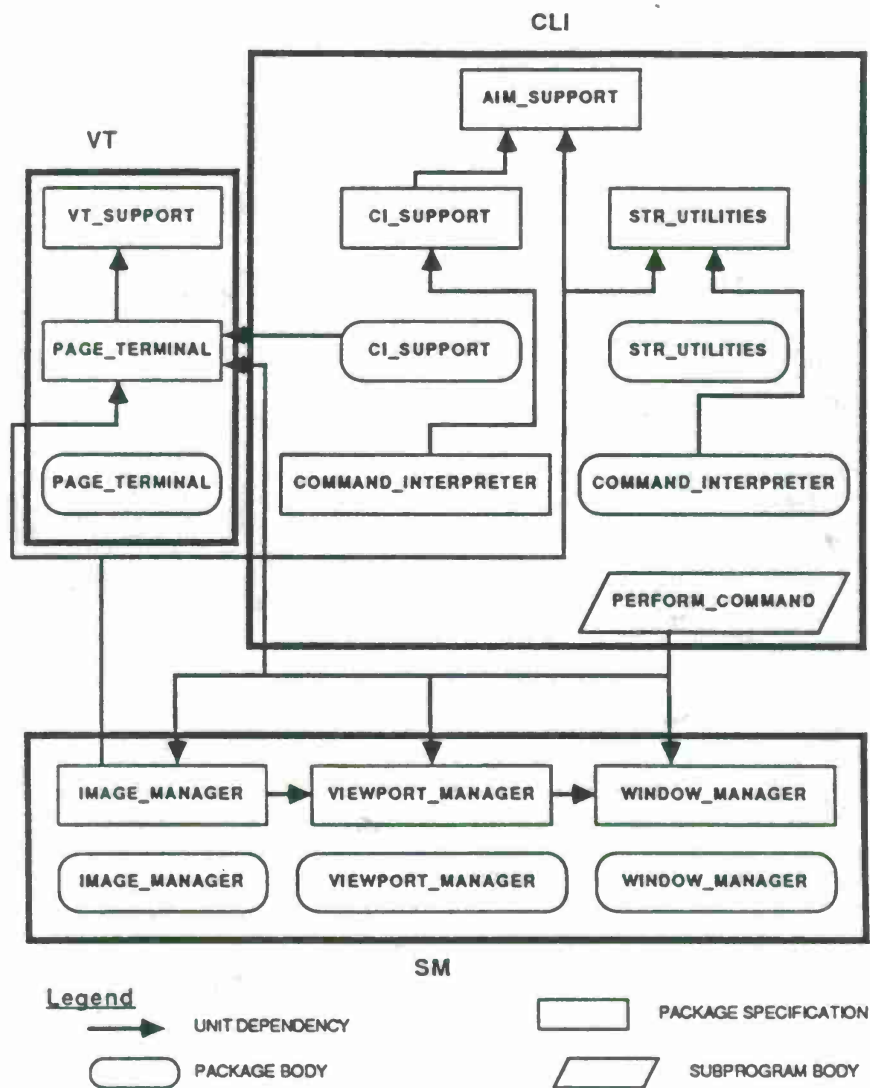 CLI
AIM_SUPPORT
VT
VT_SUPPORT
CI_SUPPORT
STR_UTILITIES
PAGE_TERMINAL
CI_SUPPORT
STR_UTILITIES
PAGE_TERMINAL
COMMAND_INTERPRETER
COMMAND_INTERPRETER
PERFORM_COMMAND
IMAGE_MANAGER
VIEWPORT_MANAGER
WINDOW_MANAGER
IMAGE_MANAGER
VIEWPORT_MANAGER
WINDOW_MANAGER
SM
Legend
UNIT DEPENDENCY
PACKAGE SPECIFICATION
PACKAGE BODY
SUBPROGRAM BODY